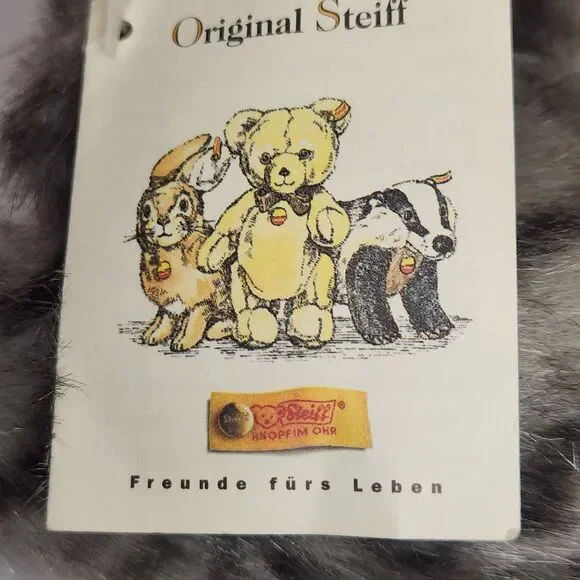 Original Steiff
Steiff ®
KNOPF IM OHR
Freunde fürs Leben